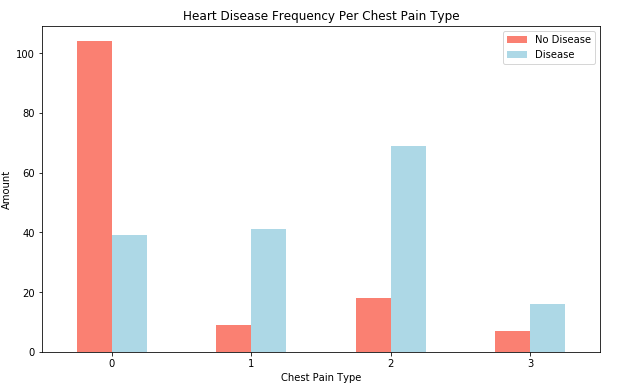 Heart Disease Frequency Per Chest Pain Type
No Disease
Disease
100
80
60
40
20
0
Amount
0 1 2 3
Chest Pain Type